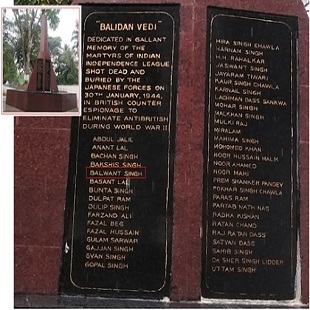 "BALIDAN VEDI"
DEDICATED IN GALLANT
MEMORY OF THE
MARTYRS OF INDIAN
INDEPENDENCE LEAGUE
SHOT DEAD AND
BURIED BY THE
JAPANESE FORCES ON
30TH JANUARY, 1944,
IN BRITISH COUNTER
ESPIONAGE TO
ELIMINATE ANTIBRITISH
DURING WORLD WAR II
ABDUL JALIL
ANANT LAL
BACHAN SINGH
BAKSHIS SINGH
BALWANT SINGH
BASANT LAL
BUNTA SINGH
DULPAT RAM
DULIP SINGH
FARZAND ALI
FAZAL BEG
FAZAL HUSSAIN
GULAM SARWAR
GAJJAN SINGH
GYAN SINGH
GOPAL SINGH
HIRA SINGH CHAWLA
HARNAM SINGH
H.H. RAHALKAR
JASWANT SINGH
JAYARAM TIWARI
KAUR SINGH CHAWLA
KARNAIL SINGH
LACHMAN DASS BANKWA
MOHAR SINGH
MALKHAN SINGH
MULKI RAJ
MIRALAM
MAHIMA SINGH
MOHOMED KHAN
NOOR HUSSAIN MALIK
NOOR AHAMED
NOOR MAHI
PREM SHANKER PANDEY
POKHAR SINGH CHAWLA
PARAS RAM
PARTAB NATH NAG
RADHA KISHAN
RATAN CHAND
RAJ RATAN DASS
SATYAN DASS
SAHIB SINGH
Dr SHER SINGH LIDDER
UTTAM SINGH